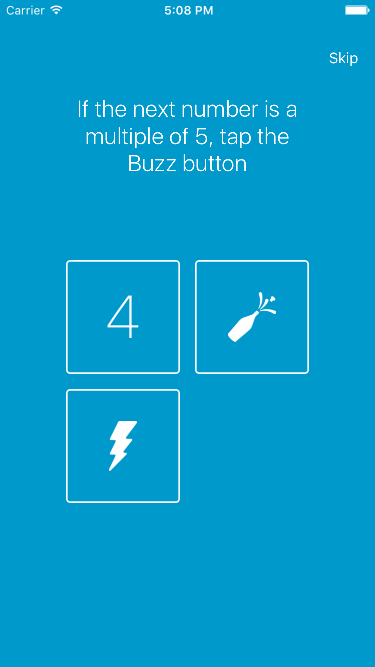 Carrier 5:08 PM
Skip
If the next number is a
multiple of 5, tap the
Buzz button
4